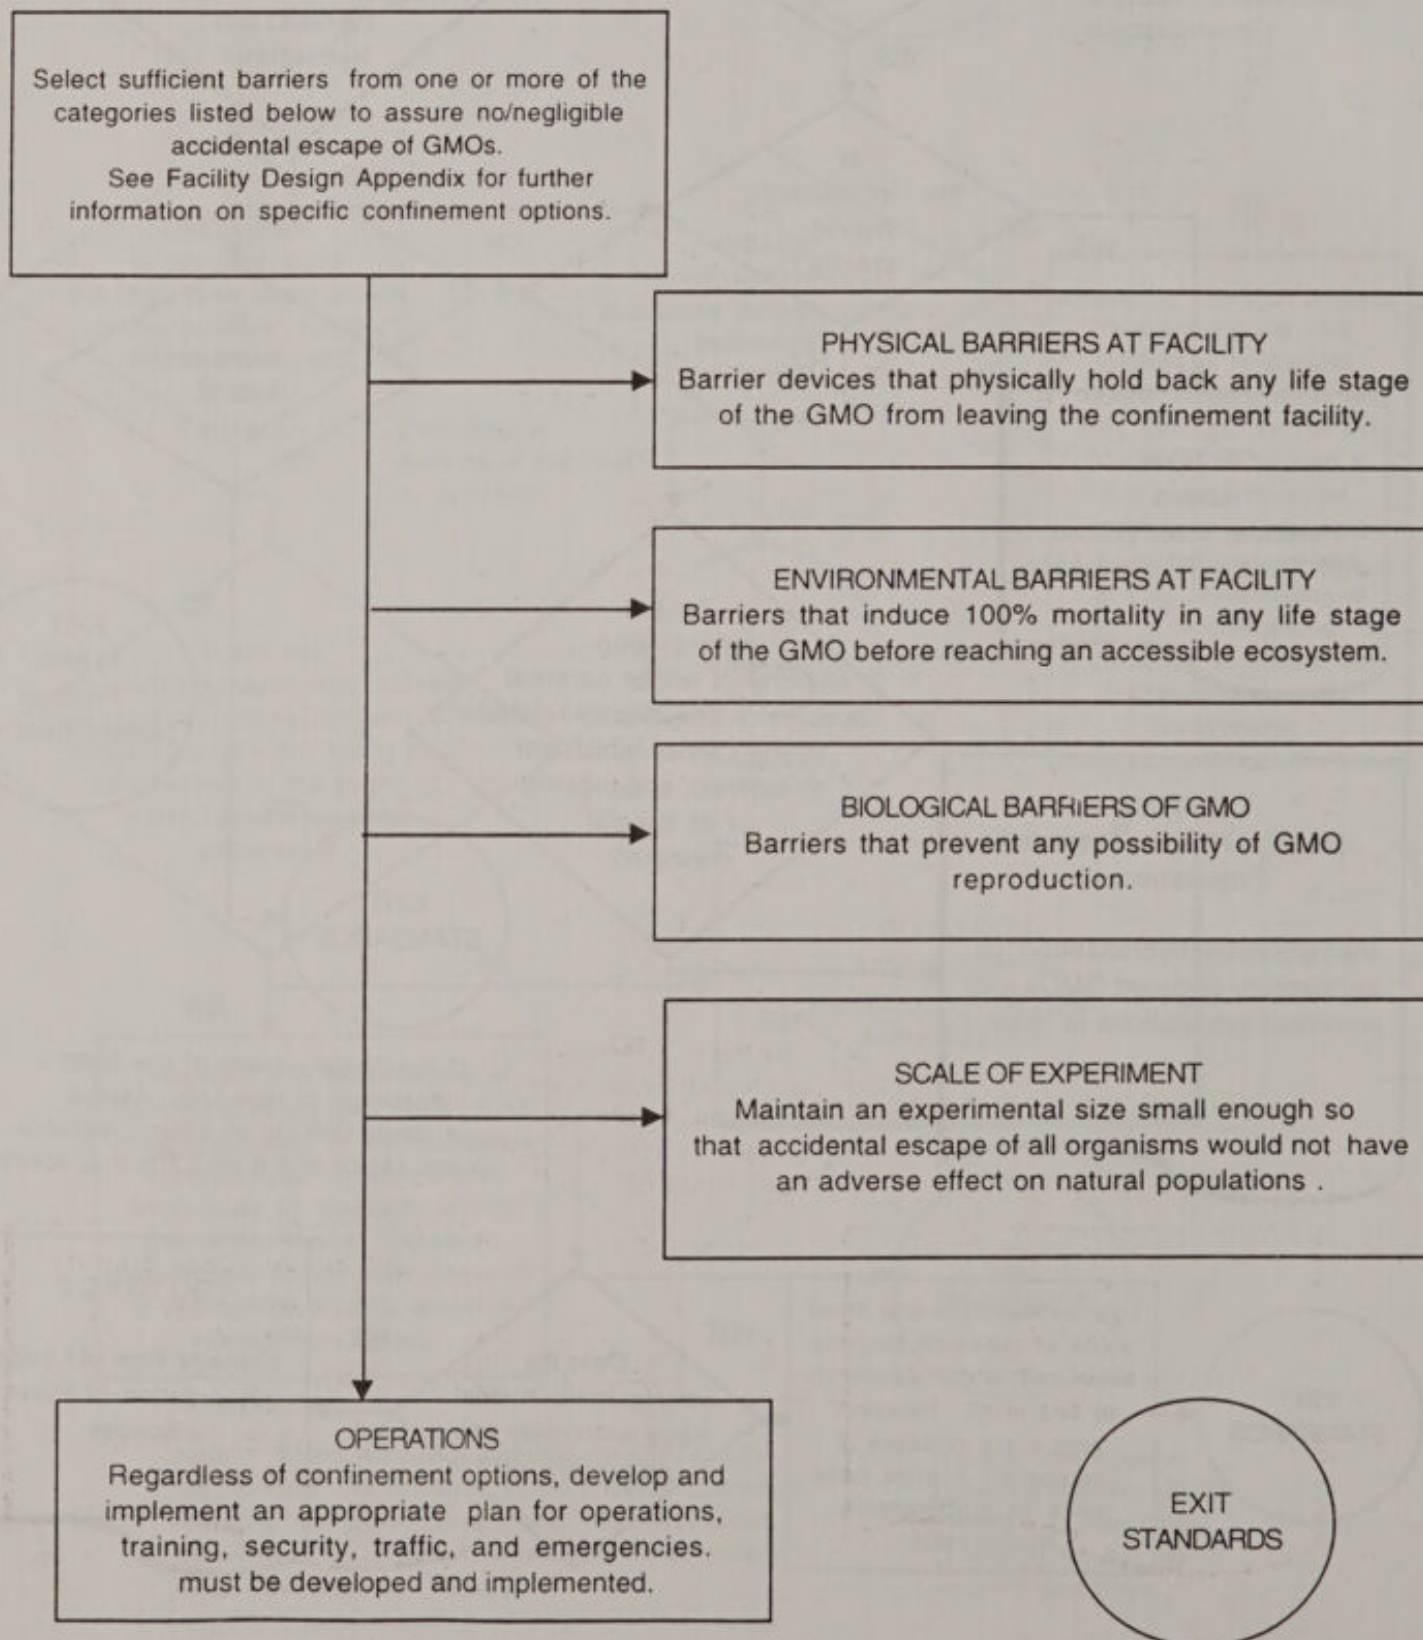 Select sufficient barriers from one or more of the
categories listed below to assure no/negligible
accidental escape of GMOs.
See Facility Design Appendix for further
information on specific confinement options.
PHYSICAL BARRIERS AT FACILITY
Barrier devices that physically hold back any life stage
of the GMO from leaving the confinement facility.
ENVIRONMENTAL BARRIERS AT FACILITY
Barriers that induce 100% mortality in any life stage
of the GMO before reaching an accessible ecosystem.
BIOLOGICAL BARRIERS OF GMO
Barriers that prevent any possibility of GMO
reproduction.
SCALE OF EXPERIMENT
Maintain an experimental size small enough so
that accidental escape of all organisms would not have
an adverse effect on natural populations .
OPERATIONS
Regardless of confinement options, develop and
implement an appropriate plan for operations,
training, security, traffic, and emergencies.
must be developed and implemented.
EXIT
STANDARDS